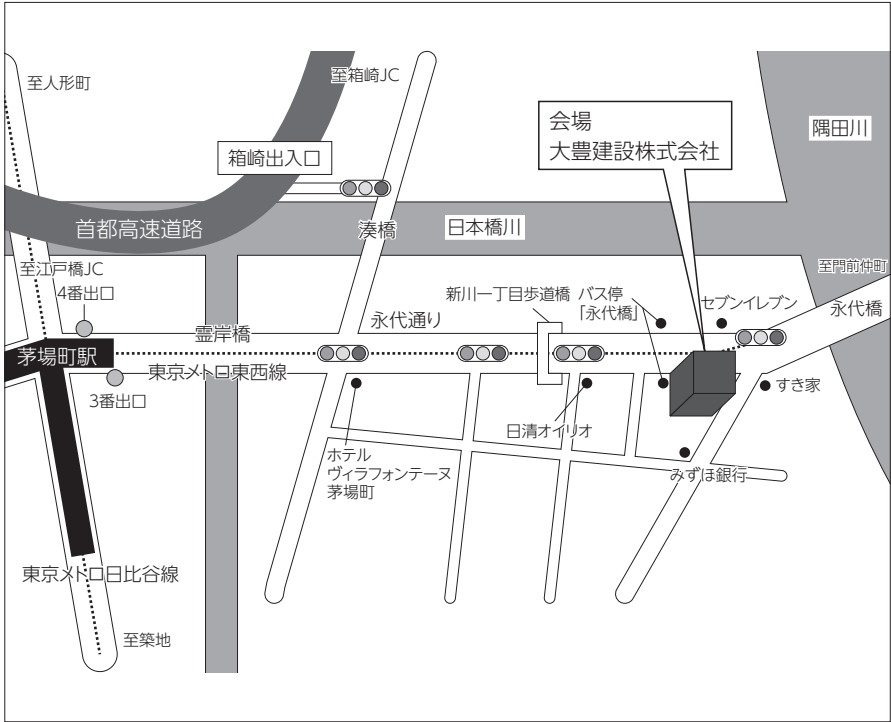 至人形町
至箱崎JC
会場
大豊建設株式会社
隅田川
箱崎出入口
首都高速道路
湊橋
日本橋川
至江戸橋JC
4番出口
新川一丁目歩道橋
バス停
「永代橋」
セブンイレブン
至門前仲町
永代橋
霊岸橋
永代通り
茅場町駅
東京メトロ東西線
3番出口
日清オイリオ
すき家
ホテル
ヴィラフォンテーヌ
茅場町
みずほ銀行
東京メトロ日比谷線
至築地